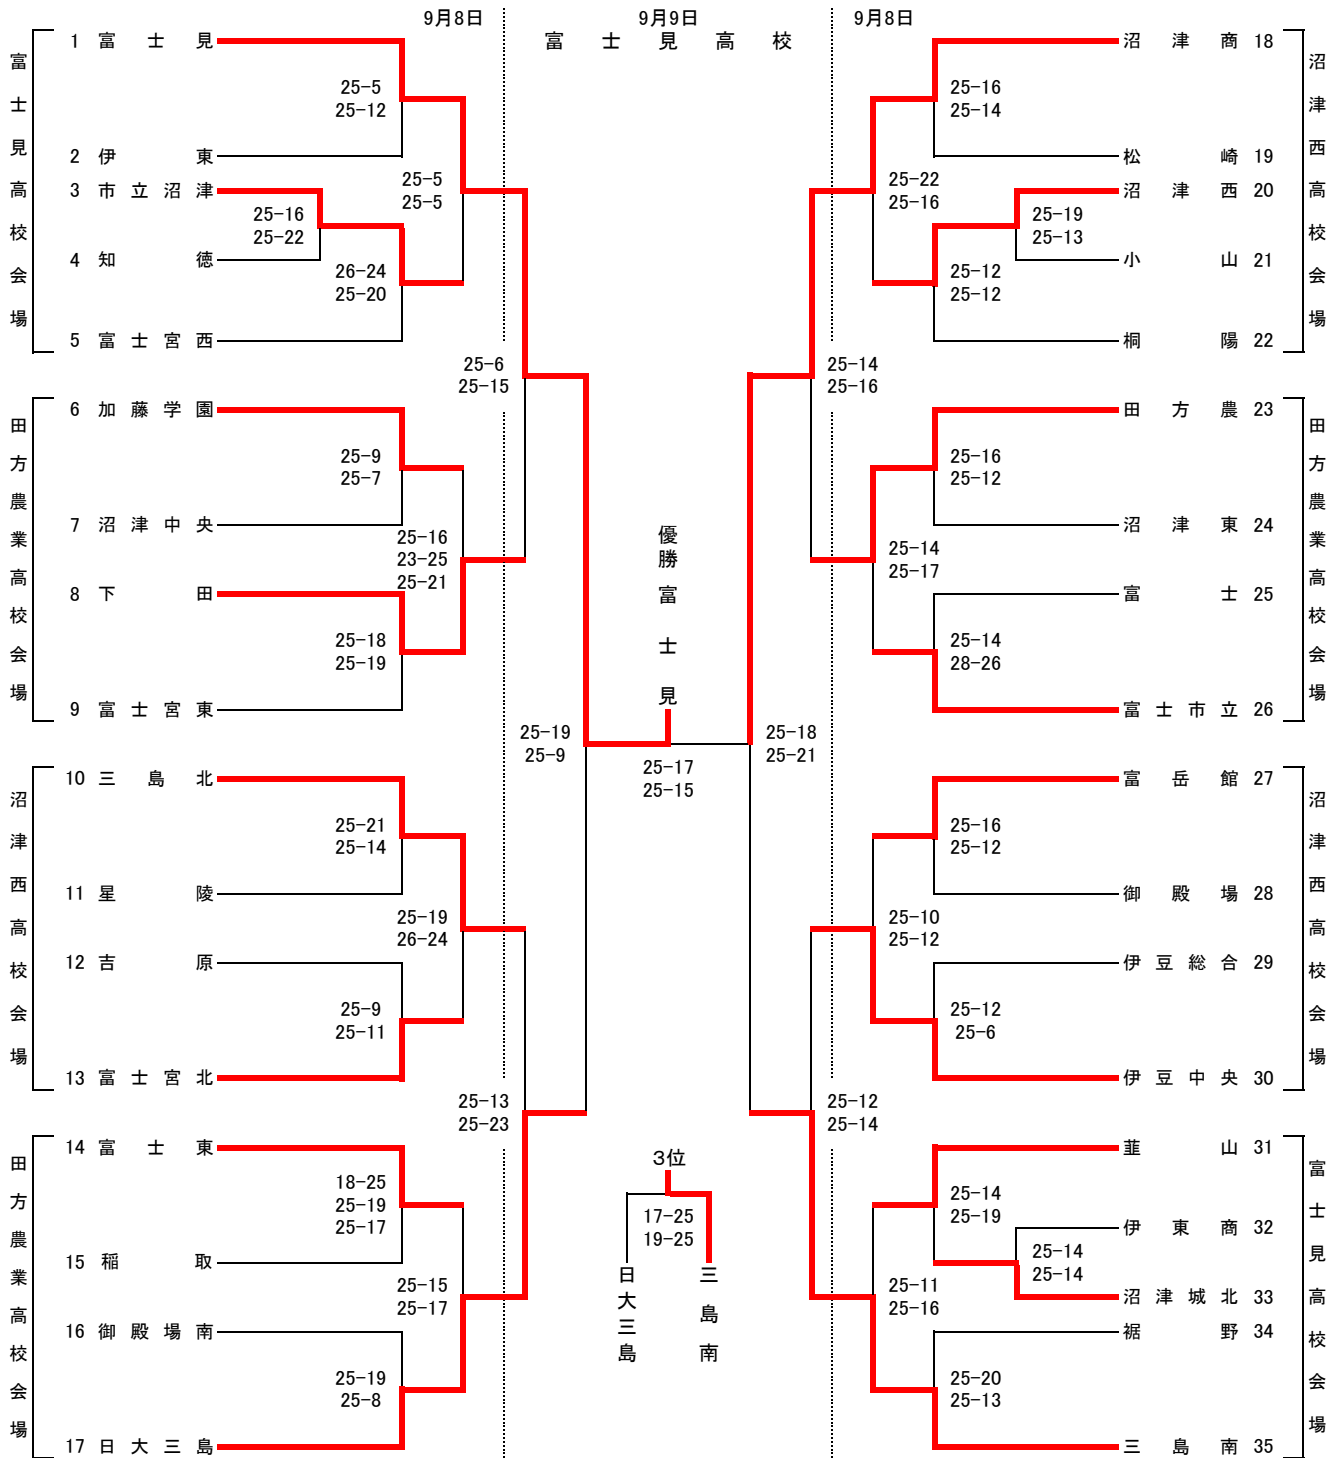 9月8日
9月9日
9月8日
富士見高校
富士見高校会場
1 富士見
25-5
25-12
2 伊東
25-5
25-5
3 市立沼津
25-16
25-22
4 知徳
26-24
25-20
5 富士宮西
25-6
25-15
田方農業高校会場
6 加藤学園
25-9
25-7
7 沼津中央
25-16
23-25
25-21
8 下田
25-18
25-19
9 富士宮東
25-19
25-9
沼津西高校会場
10 三島北
25-21
25-14
11 星陵
25-19
26-24
12 吉原
25-9
25-11
13 富士宮北
25-13
25-23
田方農業高校会場
14 富士東
18-25
25-19
25-17
15 稲取
25-15
25-17
16 御殿場南
25-19
25-8
17 日大三島
優勝富士見
25-17
25-15
3位
17-25
19-25
日大三島
三島南
沼津西高校会場
沼津商 18
25-16
25-14
松崎 19
25-22
25-16
沼津西 20
25-19
25-13
小山 21
25-12
25-12
桐陽 22
25-14
25-16
田方農業高校会場
田方農 23
25-16
25-12
沼津東 24
25-14
25-17
富士 25
25-14
28-26
富士市立 26
25-18
25-21
沼津西高校会場
富岳館 27
25-16
25-12
御殿場 28
25-10
25-12
伊豆総合 29
25-12
25-6
伊豆中央 30
25-12
25-14
富士見高校会場
韮山 31
25-14
25-19
伊東商 32
25-14
25-14
沼津城北 33
25-11
25-16
裾野 34
25-20
25-13
三島南 35